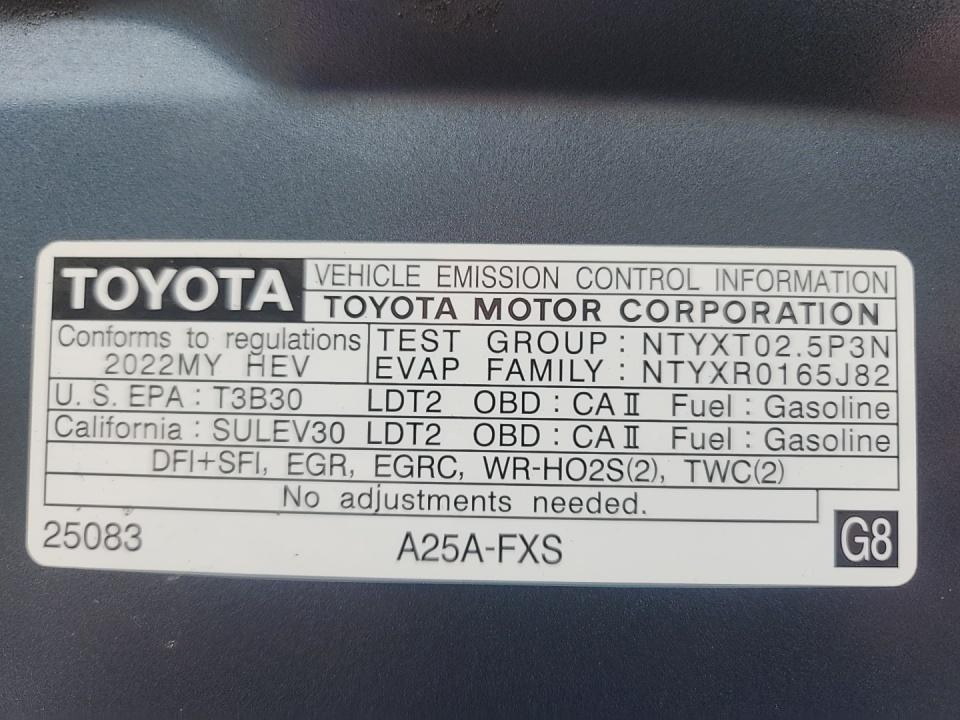 TOYOTA VEHICLE EMISSION CONTROL INFORMATION
TOYOTA MOTOR CORPORATION
Conforms to regulations TEST GROUP : NTYXT02.5P3N
2022MY HEV EVAP FAMILY : NTYXR0165J82
U. S. EPA : T3B30 LDT2 OBD : CA II Fuel : Gasoline
California : SULEV30 LDT2 OBD : CA II Fuel : Gasoline
DFI+SFI, EGR, EGRC, WR-HO2S(2), TWC(2)
No adjustments needed.
25083 A25A-FXS G8